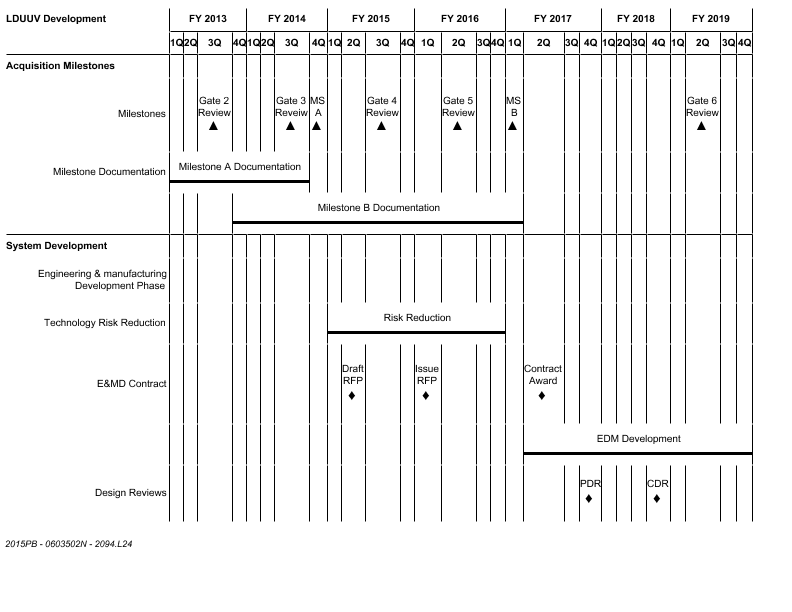 LDUUV Development FY 2013 FY 2014 FY 2015 FY 2016 FY 2017 FY 2018 FY 2019
1Q 2Q 3Q 4Q 1Q 2Q 3Q 4Q 1Q 2Q 3Q 4Q 1Q 2Q 3Q 4Q 1Q 2Q 3Q 4Q 1Q 2Q 3Q 4Q 1Q 2Q 3Q 4Q
Acquisition Milestones
Milestones
Gate 2
Review
Gate 3
Reveiw
MS
A
Gate 4
Review
Gate 5
Review
MS
B
Gate 6
Review
Milestone Documentation
Milestone A Documentation
Milestone B Documentation
System Development
Engineering & manufacturing
Development Phase
Technology Risk Reduction
Risk Reduction
E&MD Contract
Draft
RFP
Issue
RFP
Contract
Award
EDM Development
Design Reviews
PDR
CDR
2015PB - 0603502N - 2094.L24